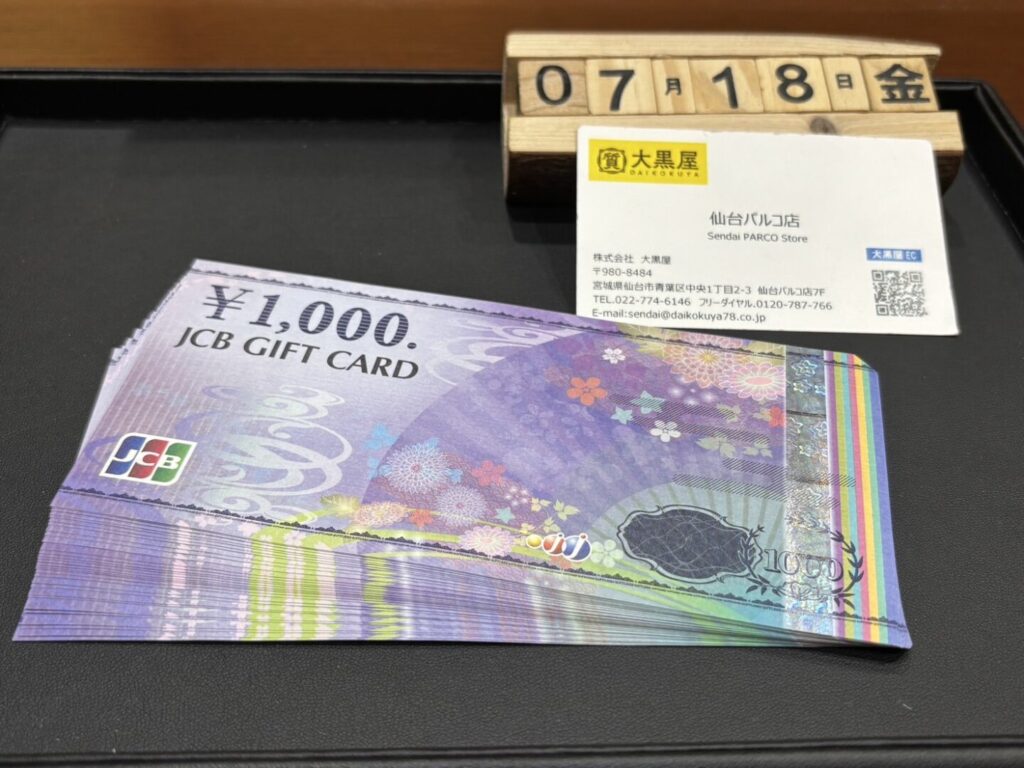 07月18日金
質 大黒屋
DAIKOKUYA
仙台パルコ店
Sendai PARCO Store
大黒屋 EC
株式会社 大黒屋
〒980-8484
宮城県仙台市青葉区中央1丁目2-3 仙台パルコ店7F
TEL.022-774-6146 フリーダイヤル.0120-787-766
E-mail:sendai@daikokuya78.co.jp
¥1,000.
JCB GIFT CARD
JCB
1000